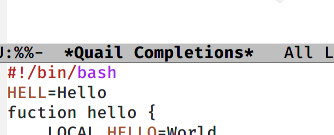 U:%%-  *Quail Completions*   All L
#!/bin/bash
HELL=Hello
fuction hello {
    LOCAL HELLO=World